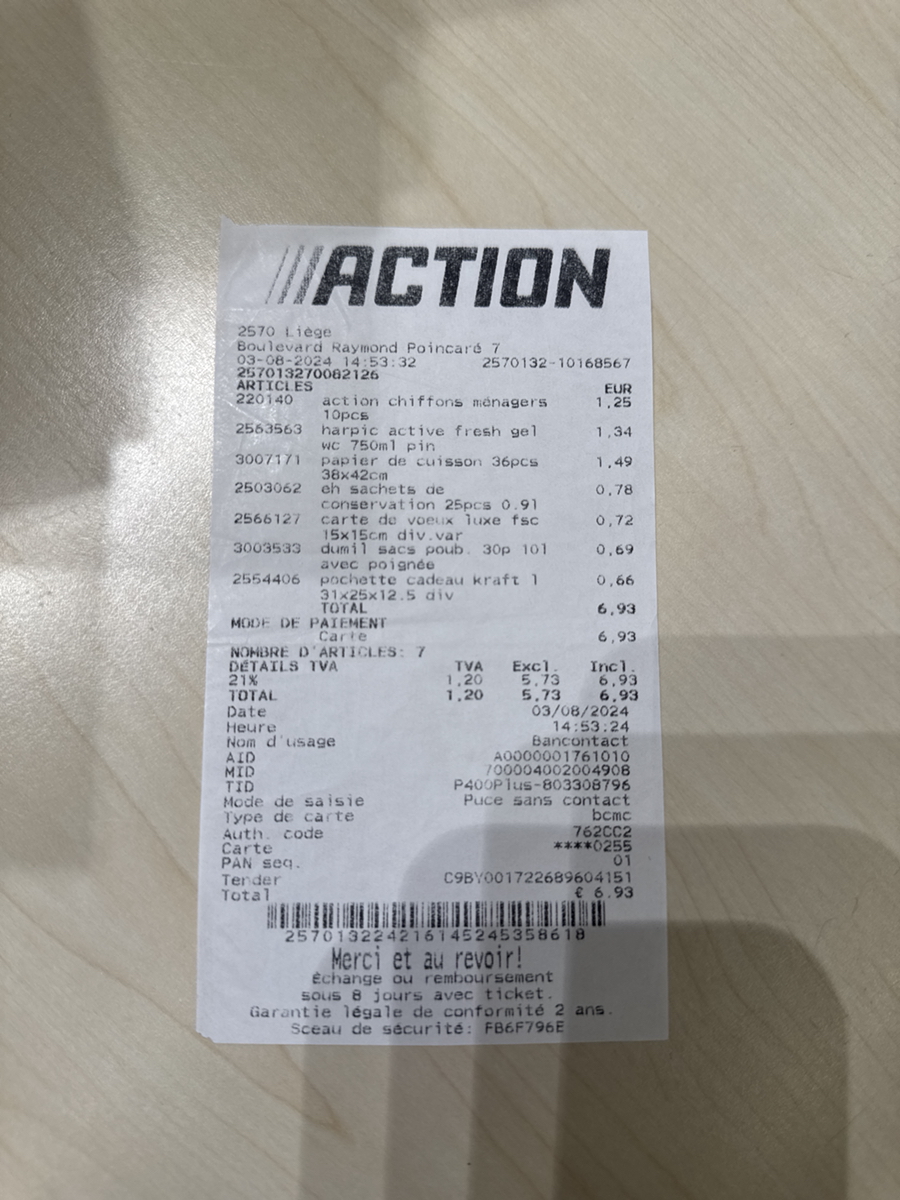 ACTION
2570 Liège
Boulevard Raymond Poincaré 7
03-08-2024 14:53:32 2570132-10168567
257013270082126
ARTICLES EUR
220140 action chiffons ménagers 1,25
10pcs
2563563 harpic active fresh gel 1,34
wc 750ml pin
3007171 papier de cuisson 36pcs 1,49
38x42cm
2503062 eh sachets de 0,78
conservation 25pcs 0.9l
2566127 carte de voeux luxe fsc 0,72
15x15cm div.var
3003533 dumil sacs poub. 30p 10l 0,69
avec poignée
2554406 pochette cadeau kraft l 0,66
31x25x12.5 div
TOTAL 6,93
MODE DE PAIEMENT
Carte 6,93
NOMBRE D'ARTICLES: 7
DÉTAILS TVA TVA Excl. Incl.
21% 1,20 5,73 6,93
TOTAL 1,20 5,73 6,93
Date 03/08/2024
Heure 14:53:24
Nom d'usage Bancontact
AID A0000001761010
MID 700004002004908
TID P400Plus-803308796
Mode de saisie Puce sans contact
Type de carte bcmc
Auth. code 762CC2
Carte ****0255
PAN seq. 01
Tender C9BY001722689604151
Total € 6.93
257013224216145245358618
Merci et au revoir!
Échange ou remboursement
sous 8 jours avec ticket.
Garantie légale de conformité 2 ans.
Sceau de sécurité: FB6F796E